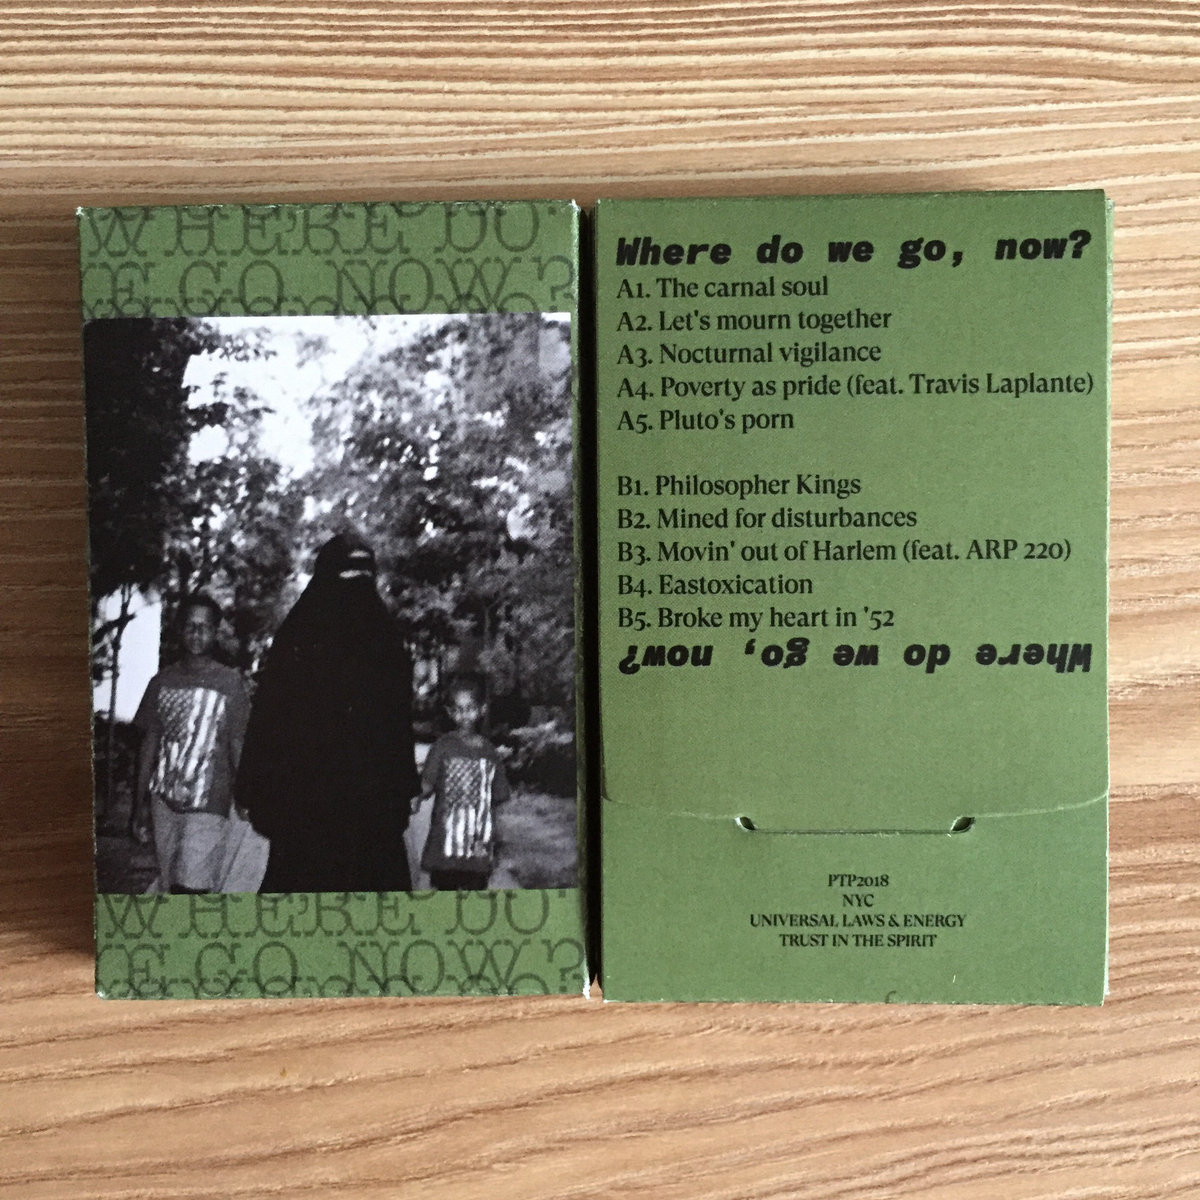 WHERE DO
E GO NOW?
WHERE DO
E GO NOW?
Where do we go, now?
A1. The carnal soul
A2. Let's mourn together
A3. Nocturnal vigilance
A4. Poverty as pride (feat. Travis Laplante)
A5. Pluto's porn
B1. Philosopher Kings
B2. Mined for disturbances
B3. Movin' out of Harlem (feat. ARP 220)
B4. Eastoxication
B5. Broke my heart in '52
Where do we go, now?
PTP2018
NYC
UNIVERSAL LAWS & ENERGY
TRUST IN THE SPIRIT